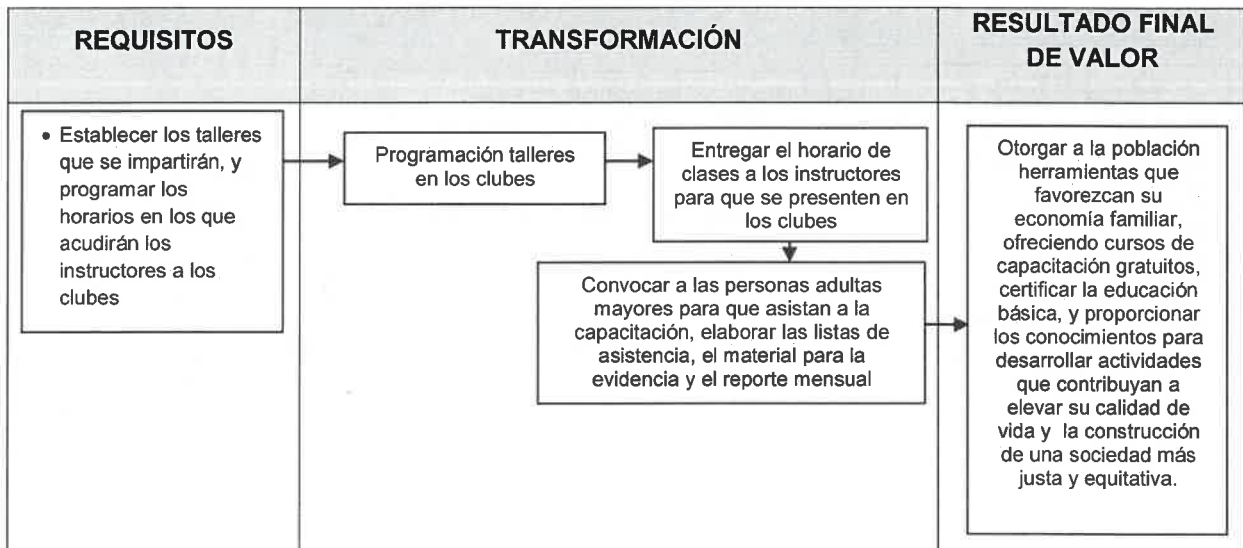 REQUISITOS
TRANSFORMACIÓN
RESULTADO FINAL
DE VALOR
• Establecer los talleres
que se impartirán, y
programar los
horarios en los que
acudirán los
instructores a los
clubes
Programación talleres
en los clubes
Entregar el horario de
clases a los instructores
para que se presenten en
los clubes
Convocar a las personas adultas
mayores para que asistan a la
capacitación, elaborar las listas de
asistencia, el material para la
evidencia y el reporte mensual
Otorgar a la población
herramientas que
favorezcan su
economía familiar,
ofreciendo cursos de
capacitación gratuitos,
certificar la educación
básica, y proporcionar
los conocimientos para
desarrollar actividades
que contribuyan a
elevar su calidad de
vida y la construcción
de una sociedad más
justa y equitativa.